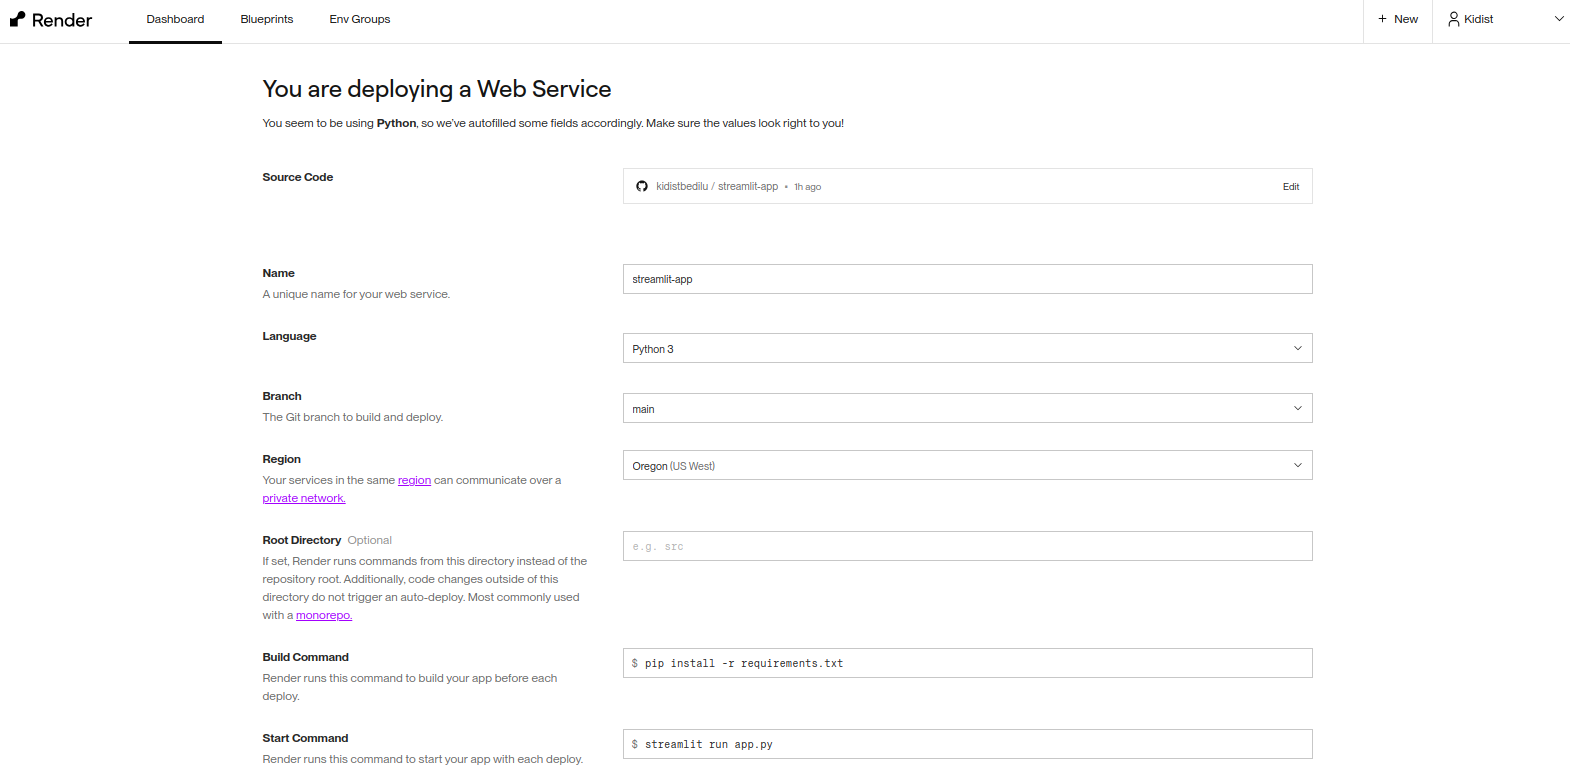 Render Dashboard Blueprints Env Groups + New Kidist
You are deploying a Web Service
You seem to be using Python, so we've autofilled some fields accordingly. Make sure the values look right to you!
Source Code
kidistbedilu / streamlit-app • 1h ago Edit
Name
A unique name for your web service.
streamlit-app
Language
Python 3
Branch
The Git branch to build and deploy.
main
Region
Your services in the same region can communicate over a
private network.
Oregon (US West)
Root Directory Optional
If set, Render runs commands from this directory instead of the
repository root. Additionally, code changes outside of this
directory do not trigger an auto-deploy. Most commonly used
with a monorepo.
e.g. src
Build Command
Render runs this command to build your app before each
deploy.
$ pip install -r requirements.txt
Start Command
Render runs this command to start your app with each deploy.
$ streamlit run app.py